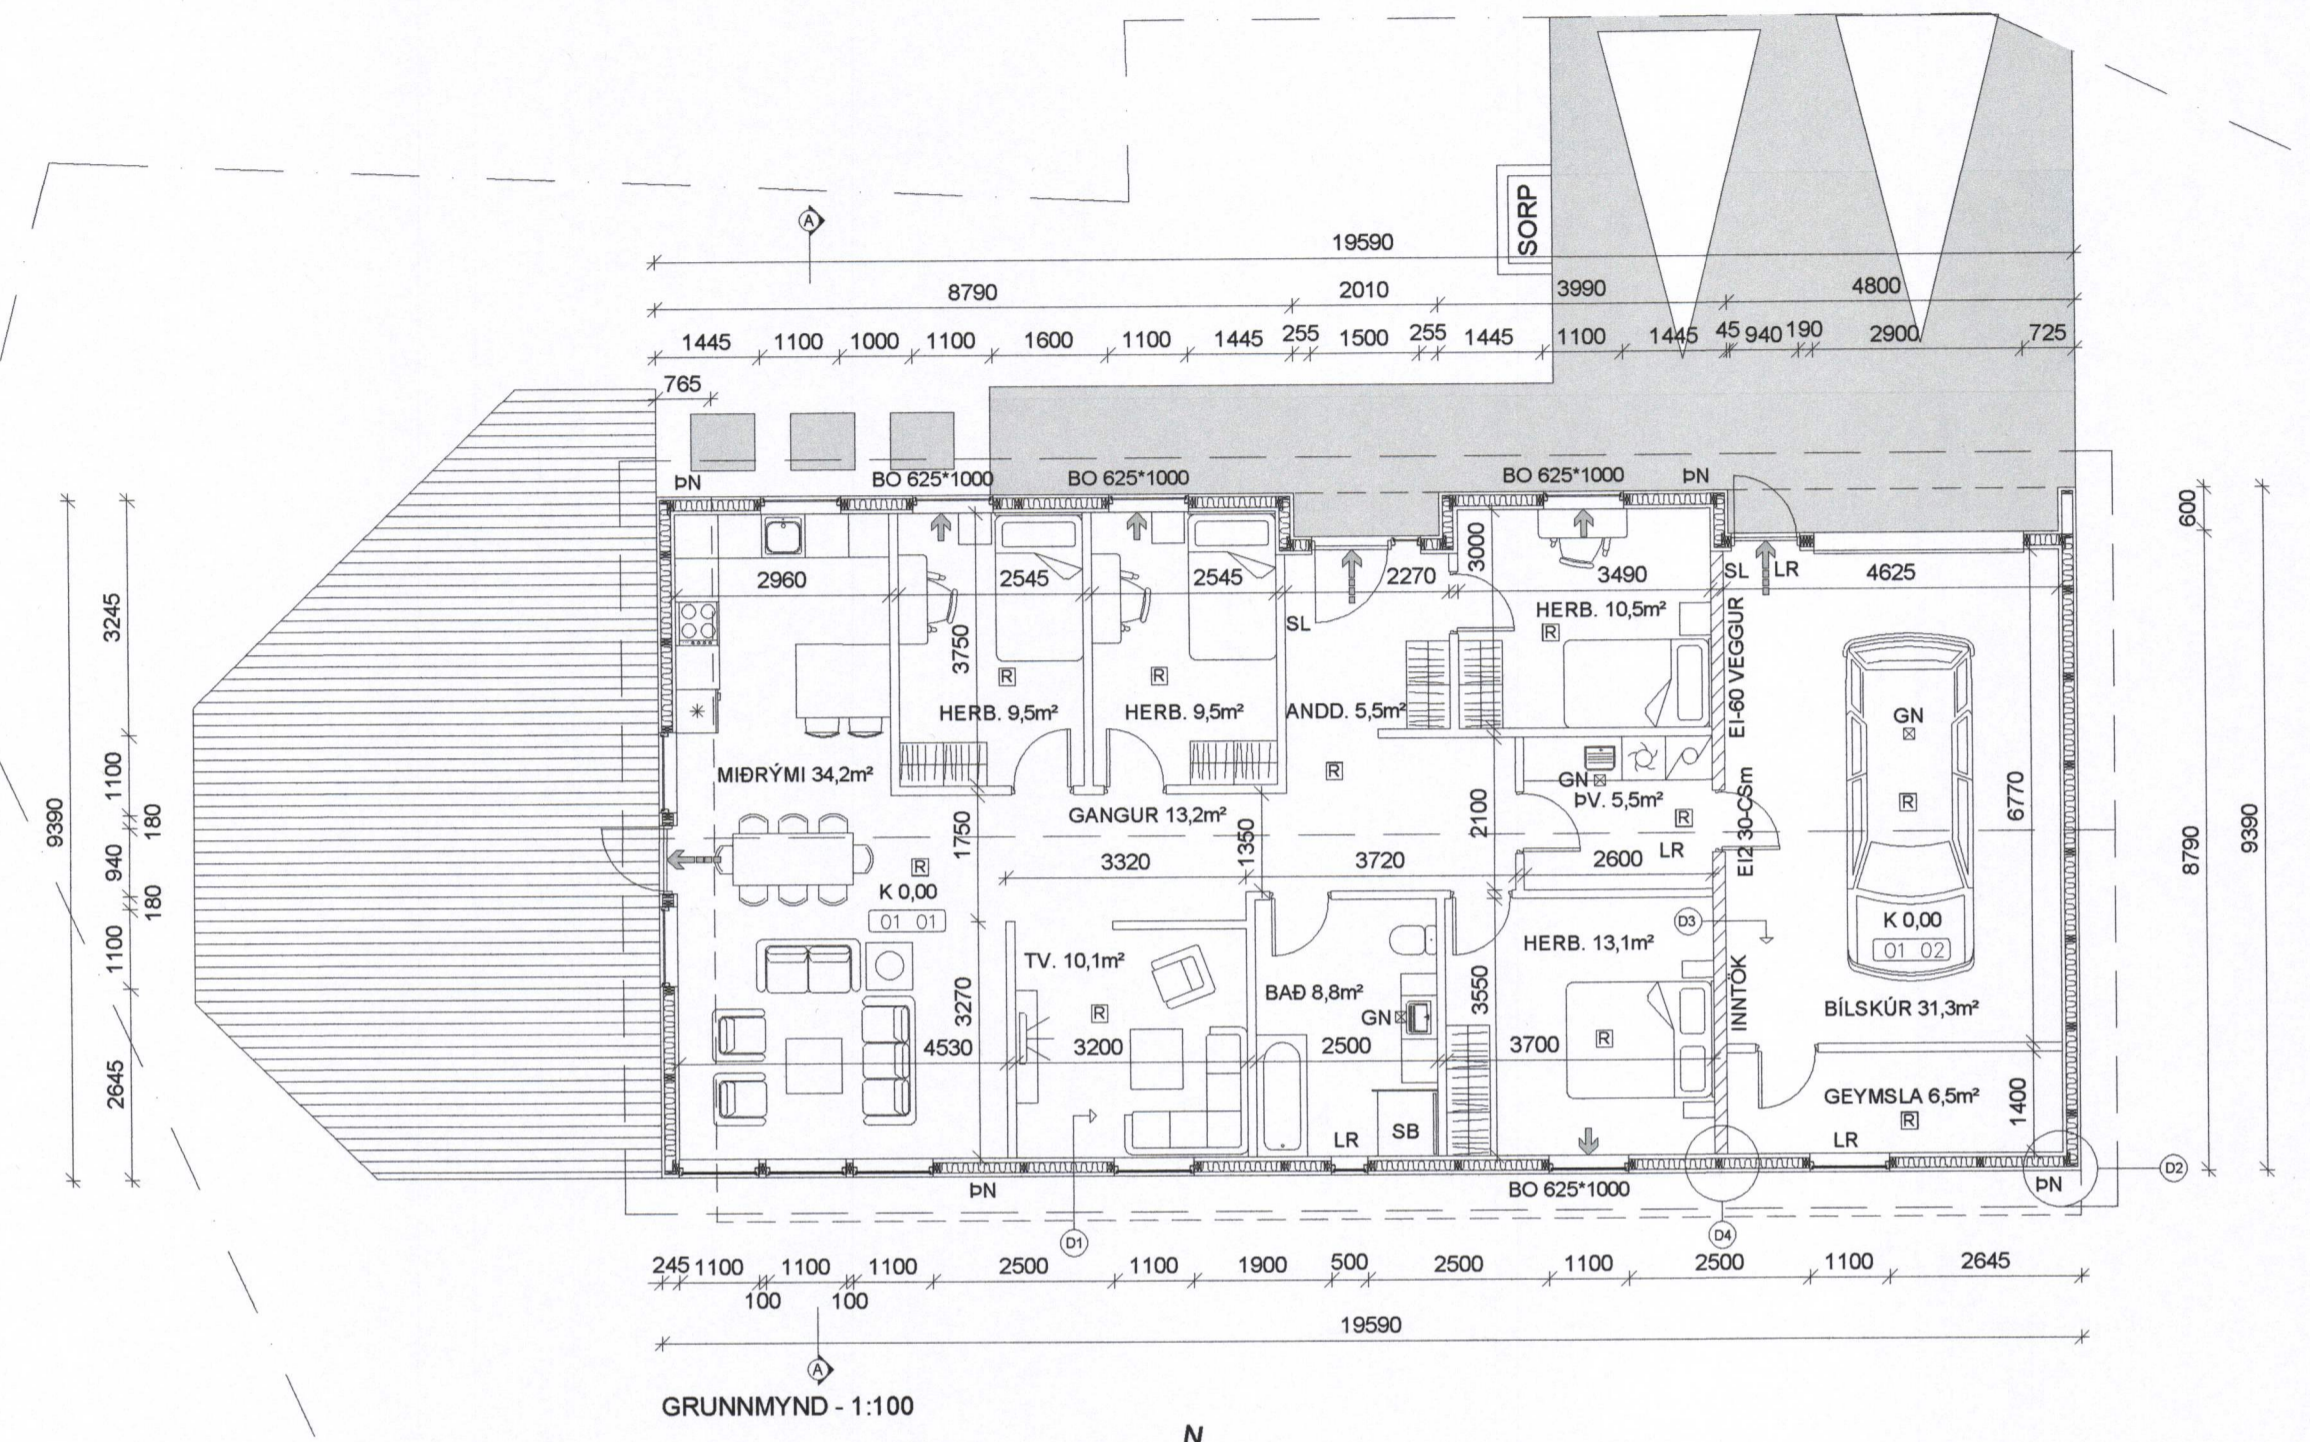 A
SORP
19590
8790 2010 3990 4800
1445 1100 1000 1100 1600 1100 1445 255 1500 255 1445 1100 1445 45 940 190 2900 725
765
ÞN BO 625*1000 BO 625*1000 BO 625*1000 ÞN
600
3000
2960 2545 2545 2270 3490 SL LR 4625
HERB. 10,5m²
R
SL
3245
3750
EI-60 VEGGUR
R R
HERB. 9,5m² HERB. 9,5m² ANDD. 5,5m²
GN
MIÐRÝMI 34,2m²
R
GN
ÞV. 5,5m²
EI2 30-CSm
R
R
6770
1100
180
GANGUR 13,2m²
9390
1750
1350
2100
8790
9390
940
3320 3720 LR 2600
R
K 0,00
01 01
180
D3
K 0,00
01 02
1100
HERB. 13,1m²
TV. 10,1m²
BAÐ 8,8m²
INNTÖK
3270
3550
R
GN
BÍLSKÚR 31,3m²
4530 3200 2500 3700
R
2645
GEYMSLA 6,5m²
R
1400
LR SB LR
ÞN BO 625*1000 ÞN D2
D1 D4
245 1100 1100 1100 2500 1100 1900 500 2500 1100 2500 1100 2645
100 100
19590
A
GRUNNMYND - 1:100
N